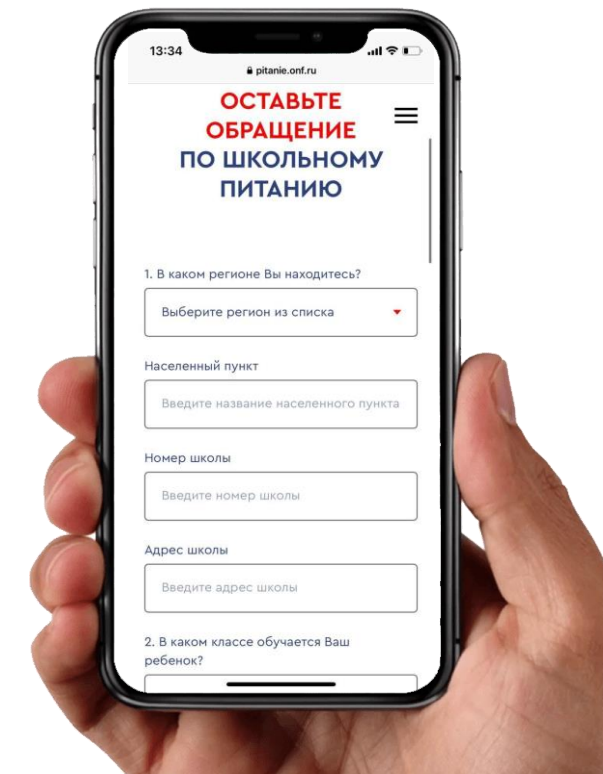 13:34
pitanie.onf.ru
ОСТАВЬТЕ
ОБРАЩЕНИЕ
ПО ШКОЛЬНОМУ
ПИТАНИЮ
1. В каком регионе Вы находитесь?
Выберите регион из списка
Населенный пункт
Введите название населенного пункта
Номер школы
Введите номер школы
Адрес школы
Введите адрес школы
2. В каком классе обучается Ваш
ребенок?